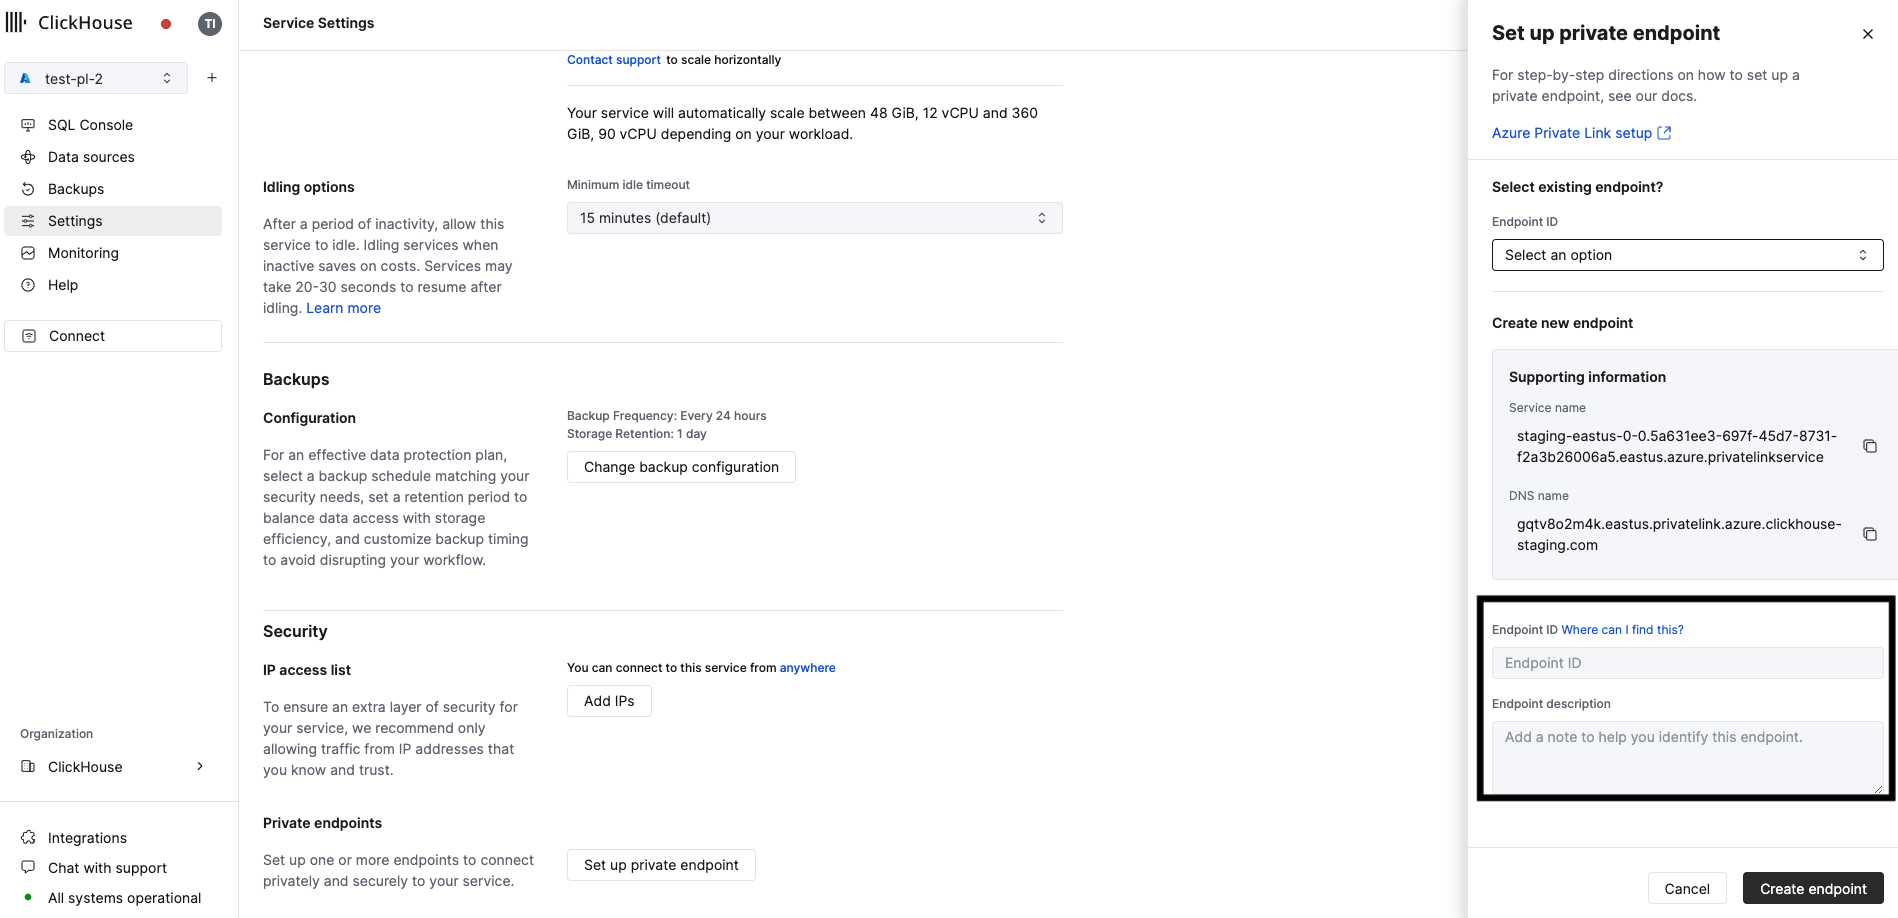 ClickHouse
TI
test-pl-2
SQL Console
Data sources
Backups
Settings
Monitoring
Help
Connect
Organization
ClickHouse
Integrations
Chat with support
All systems operational
Service Settings
Contact support to scale horizontally
Your service will automatically scale between 48 GiB, 12 vCPU and 360
GiB, 90 vCPU depending on your workload.
Idling options
After a period of inactivity, allow this
service to idle. Idling services when
inactive saves on costs. Services may
take 20-30 seconds to resume after
idling. Learn more
Minimum idle timeout
15 minutes (default)
Backups
Configuration
For an effective data protection plan,
select a backup schedule matching your
security needs, set a retention period to
balance data access with storage
efficiency, and customize backup timing
to avoid disrupting your workflow.
Backup Frequency: Every 24 hours
Storage Retention: 1 day
Change backup configuration
Security
IP access list
To ensure an extra layer of security for
your service, we recommend only
allowing traffic from IP addresses that
you know and trust.
You can connect to this service from anywhere
Add IPs
Private endpoints
Set up one or more endpoints to connect
privately and securely to your service.
Set up private endpoint
Set up private endpoint
For step-by-step directions on how to set up a
private endpoint, see our docs.
Azure Private Link setup
Select existing endpoint?
Endpoint ID
Select an option
Create new endpoint
Supporting information
Service name
staging-eastus-0-0.5a631ee3-697f-45d7-8731-
f2a3b26006a5.eastus.azure.privatelinkservice
DNS name
gqtv8o2m4k.eastus.privatelink.azure.clickhouse-
staging.com
Endpoint ID Where can I find this?
Endpoint ID
Endpoint description
Add a note to help you identify this endpoint.
Cancel
Create endpoint